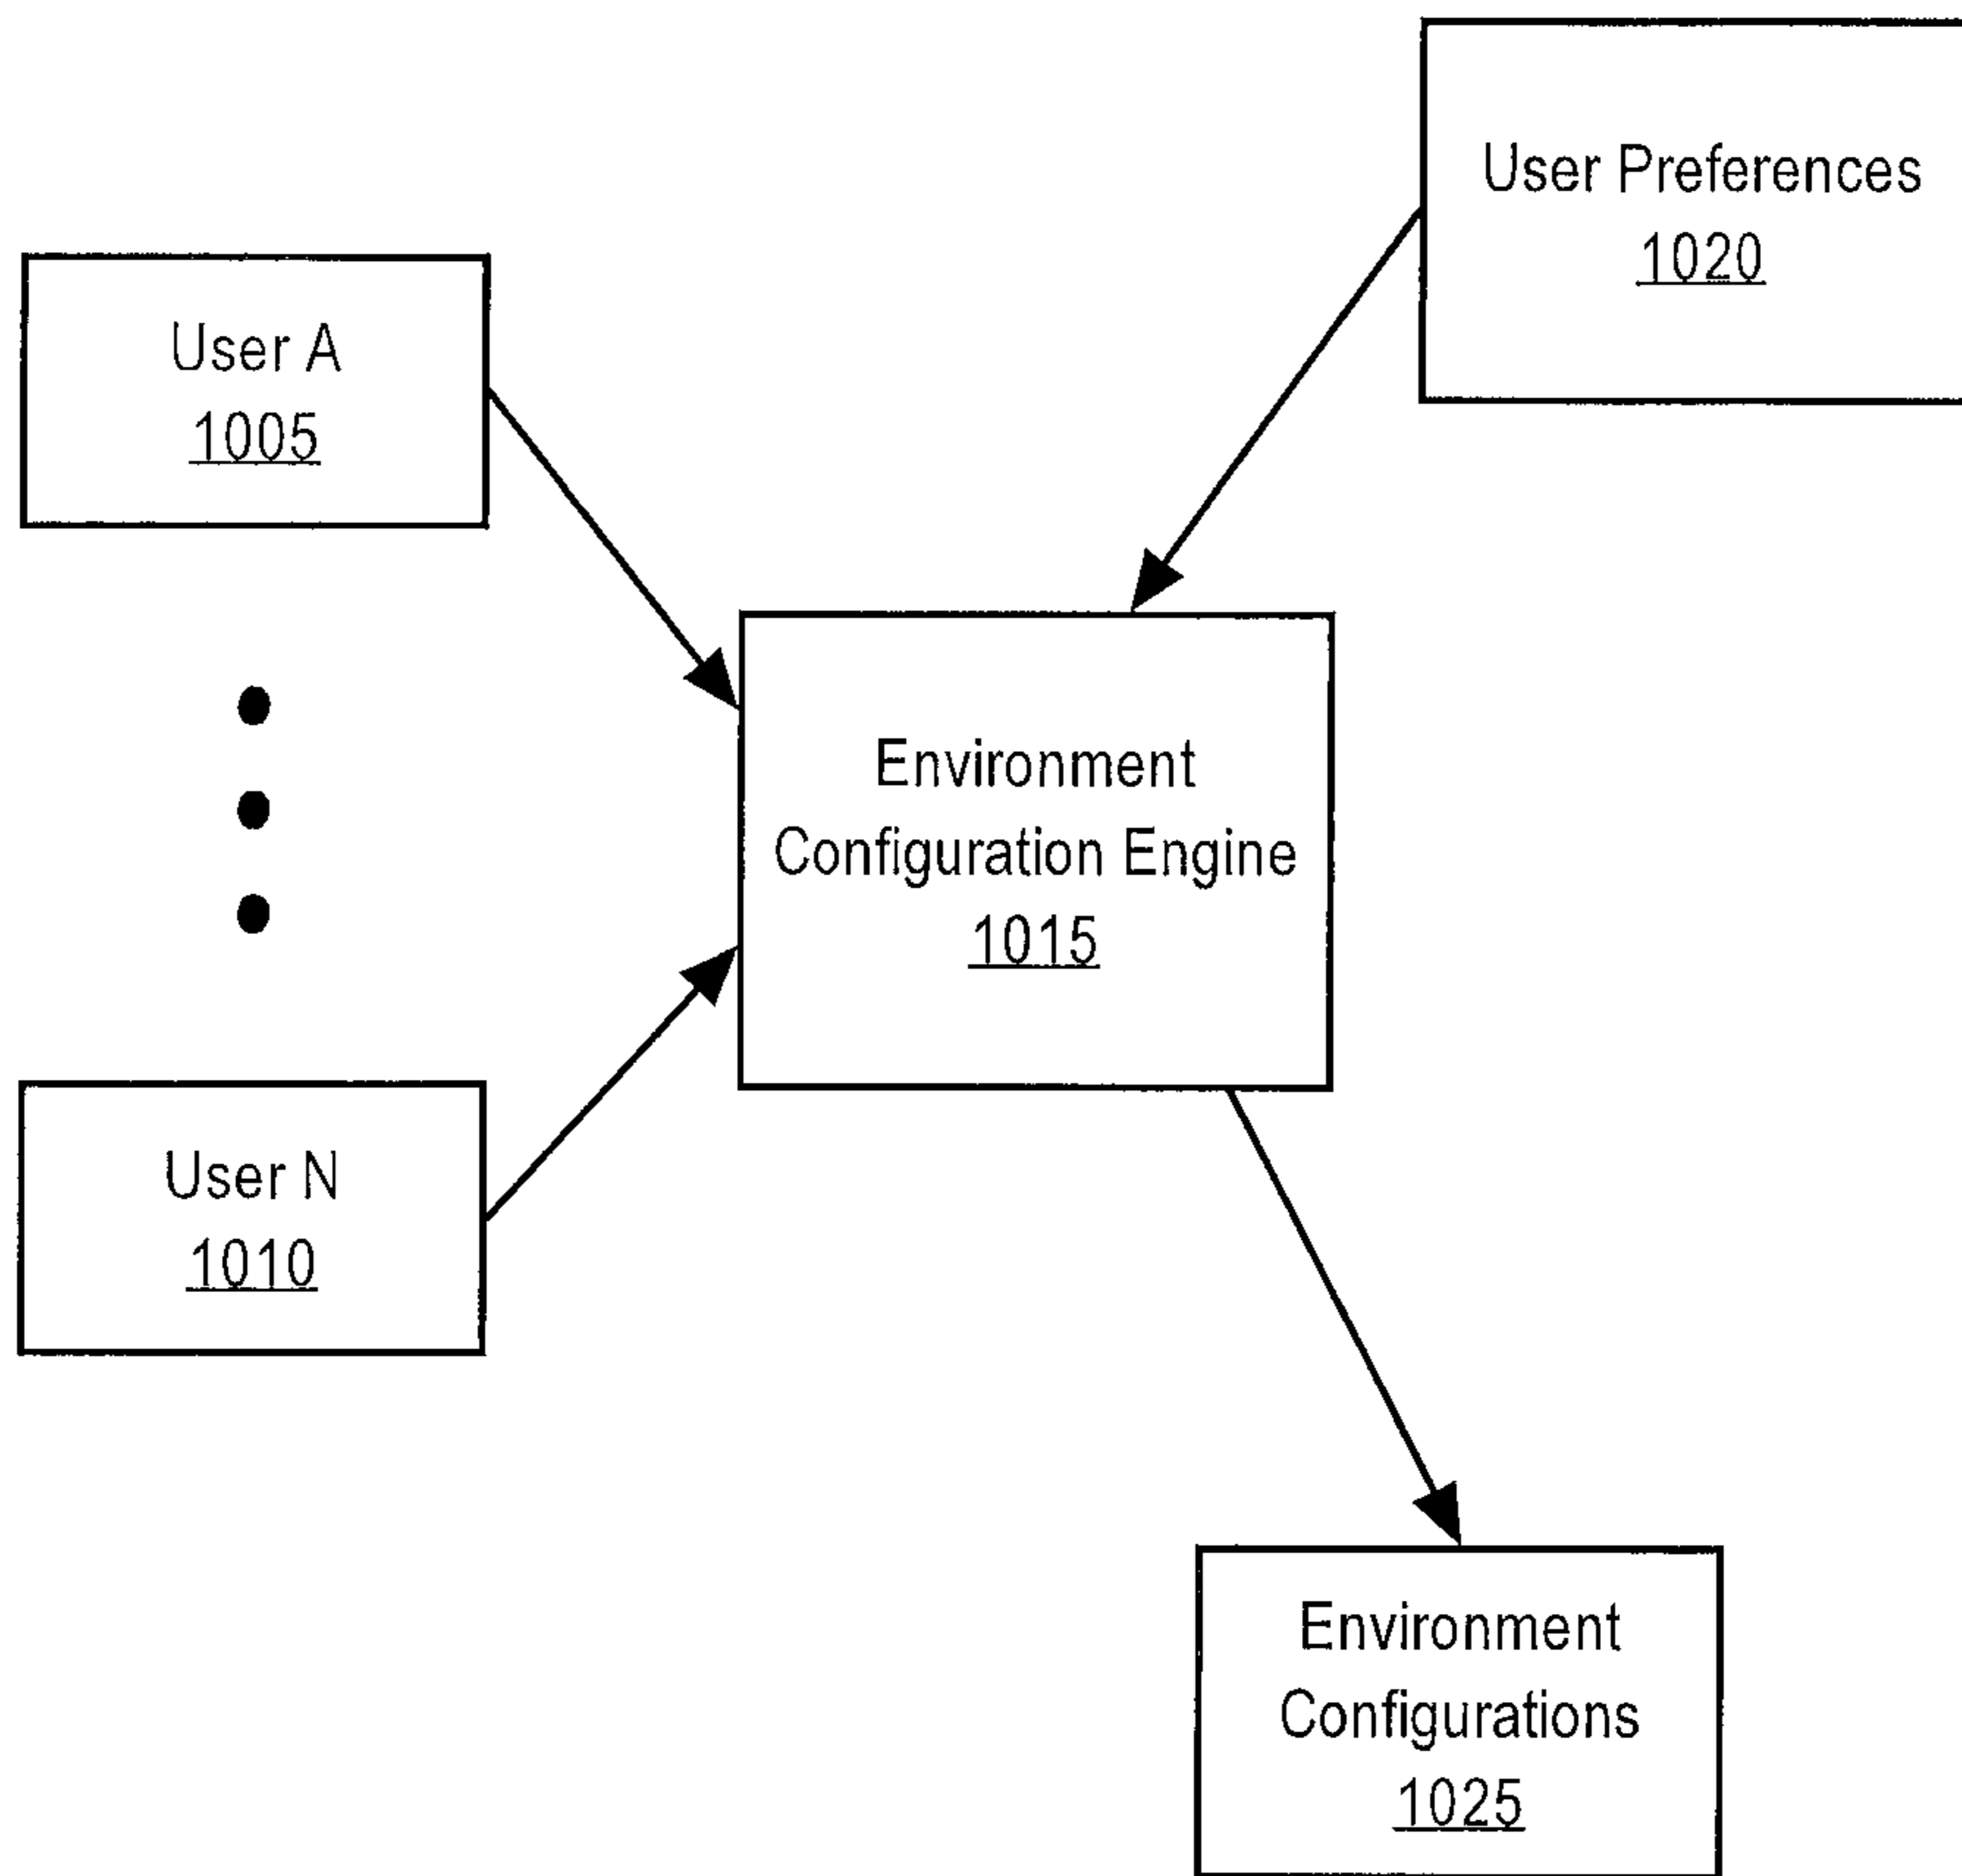 User Preferences
1020
User A
1005
Environment
Configuration Engine
1015
User N
1010
Environment
Configurations
1025